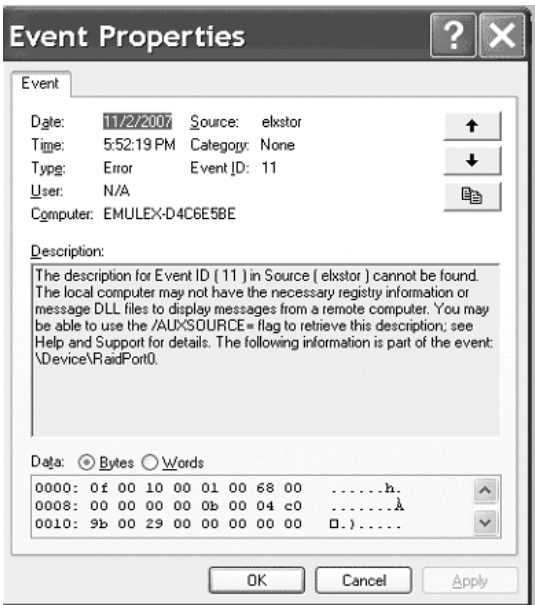 Event Properties
Event
Date: 11/2/2007 Source: elxstor
Time: 5:52:19 PM Category: None
Type: Error Event ID: 11
User: N/A
Computer: EMULEX-D4C6E5BE
Description:
The description for Event ID ( 11 ) in Source ( elxstor ) cannot be found.
The local computer may not have the necessary registry information or
message DLL files to display messages from a remote computer. You may
be able to use the /AUXSOURCE= flag to retrieve this description; see
Help and Support for details. The following information is part of the event:
\Device\RaidPort0.
Data: Bytes Words
0000: 0f 00 10 00 01 00 68 00 ......h.
0008: 00 00 00 00 0b 00 04 c0 .......À
0010: 9b 00 29 00 00 00 00 00 □.).....
OK Cancel Apply